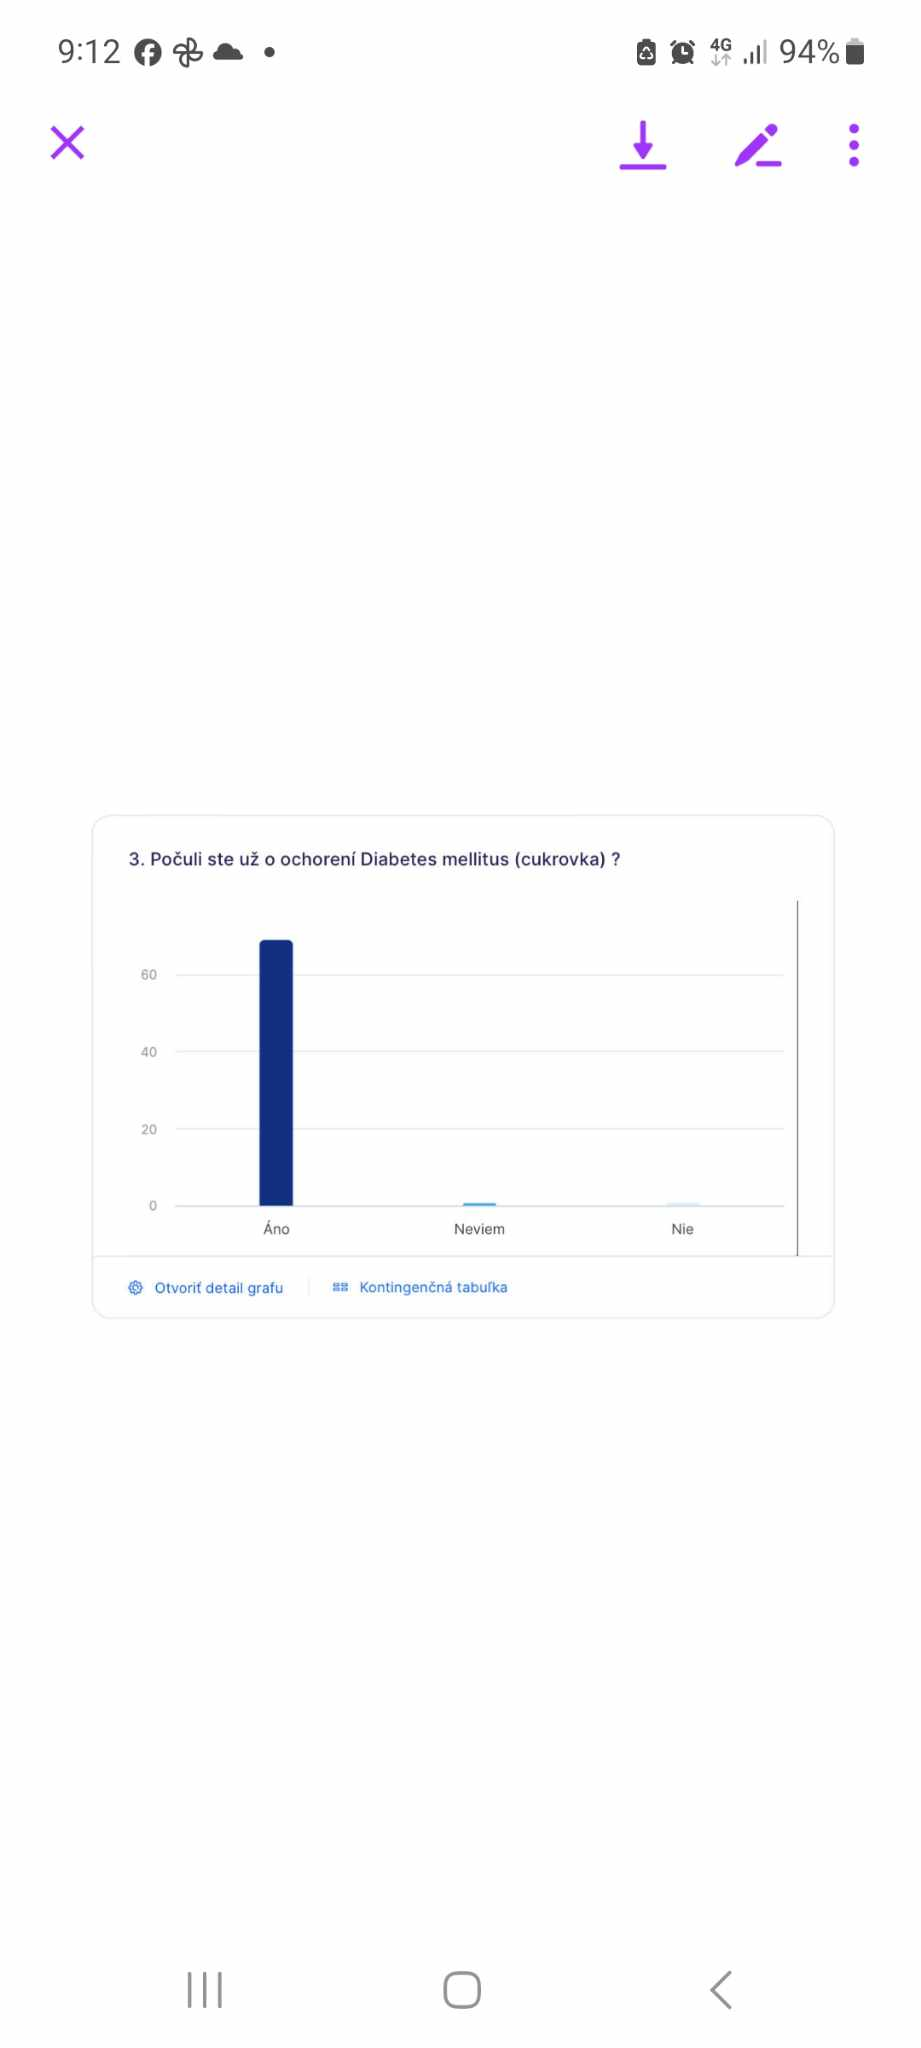 9:12
4G 94%
3. Počuli ste už o ochorení Diabetes mellitus (cukrovka) ?
60
40
20
0
Áno Neviem Nie
Otvoriť detail grafu Kontingenčná tabuľka